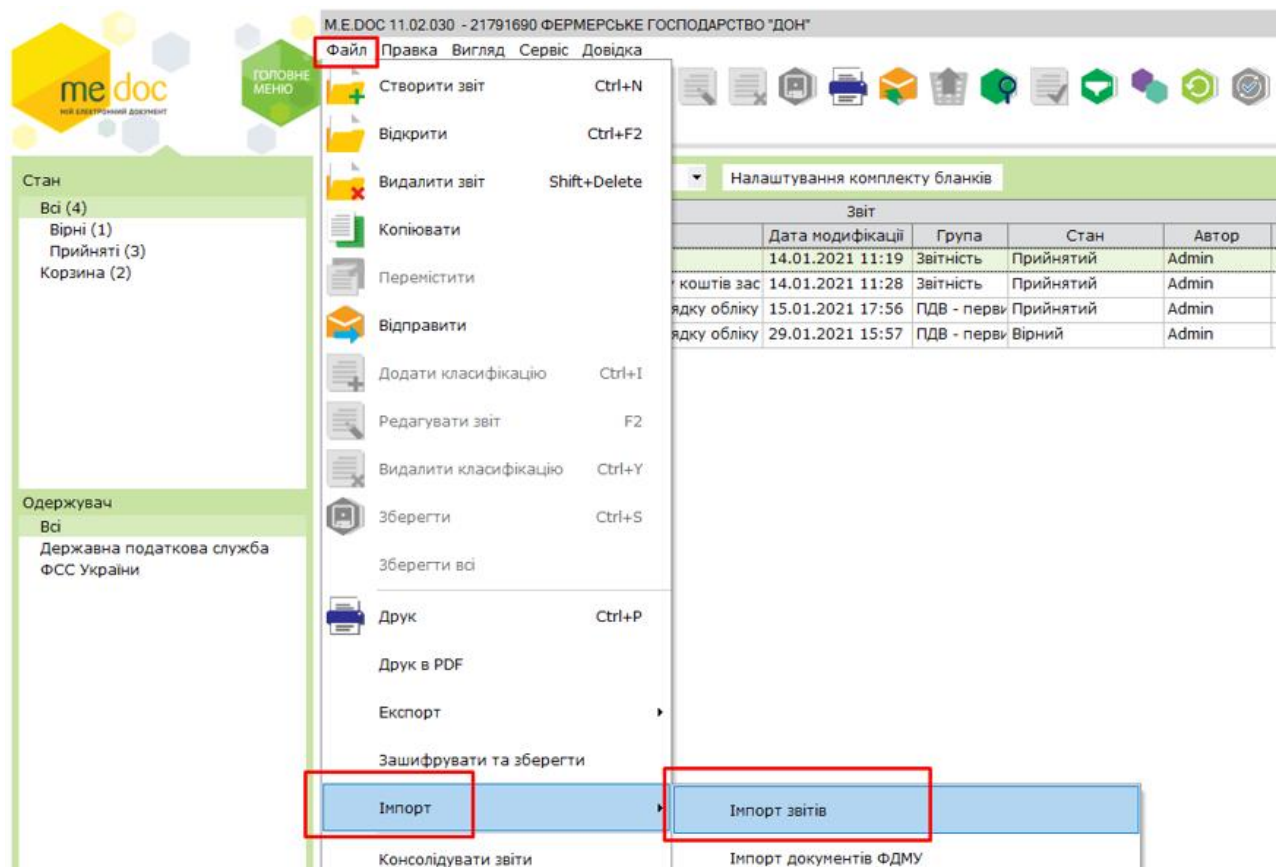 M.E.DOC 11.02.030 - 21791690 ФЕРМЕРСЬКЕ ГОСПОДАРСТВО "ДОН"
Файл Правка Вигляд Сервіс Довідка
me doc
МІЙ ЕЛЕКТРОННИЙ ДОКУМЕНТ
ГОЛОВНЕ
МЕНЮ
Стан
Всі (4)
Вірні (1)
Прийняті (3)
Корзина (2)
Одержувач
Всі
Державна податкова служба
ФСС України
Створити звіт Ctrl+N
Відкрити Ctrl+F2
Видалити звіт Shift+Delete
Копіювати
Перемістити
Відправити
Додати класифікацію Ctrl+I
Редагувати звіт F2
Видалити класифікацію Ctrl+Y
Зберегти Ctrl+S
Зберегти всі
Друк Ctrl+P
Друк в PDF
Експорт
Зашифрувати та зберегти
Імпорт
Консолідувати звіти
Імпорт звітів
Імпорт документів ФДМУ
Налаштування комплекту бланків
Звіт
Дата модифікації Група Стан Автор
14.01.2021 11:19 Звітність Прийнятий Admin
коштів зас 14.01.2021 11:28 Звітність Прийнятий Admin
ядку обліку 15.01.2021 17:56 ПДВ - перви Прийнятий Admin
ядку обліку 29.01.2021 15:57 ПДВ - перви Вірний Admin